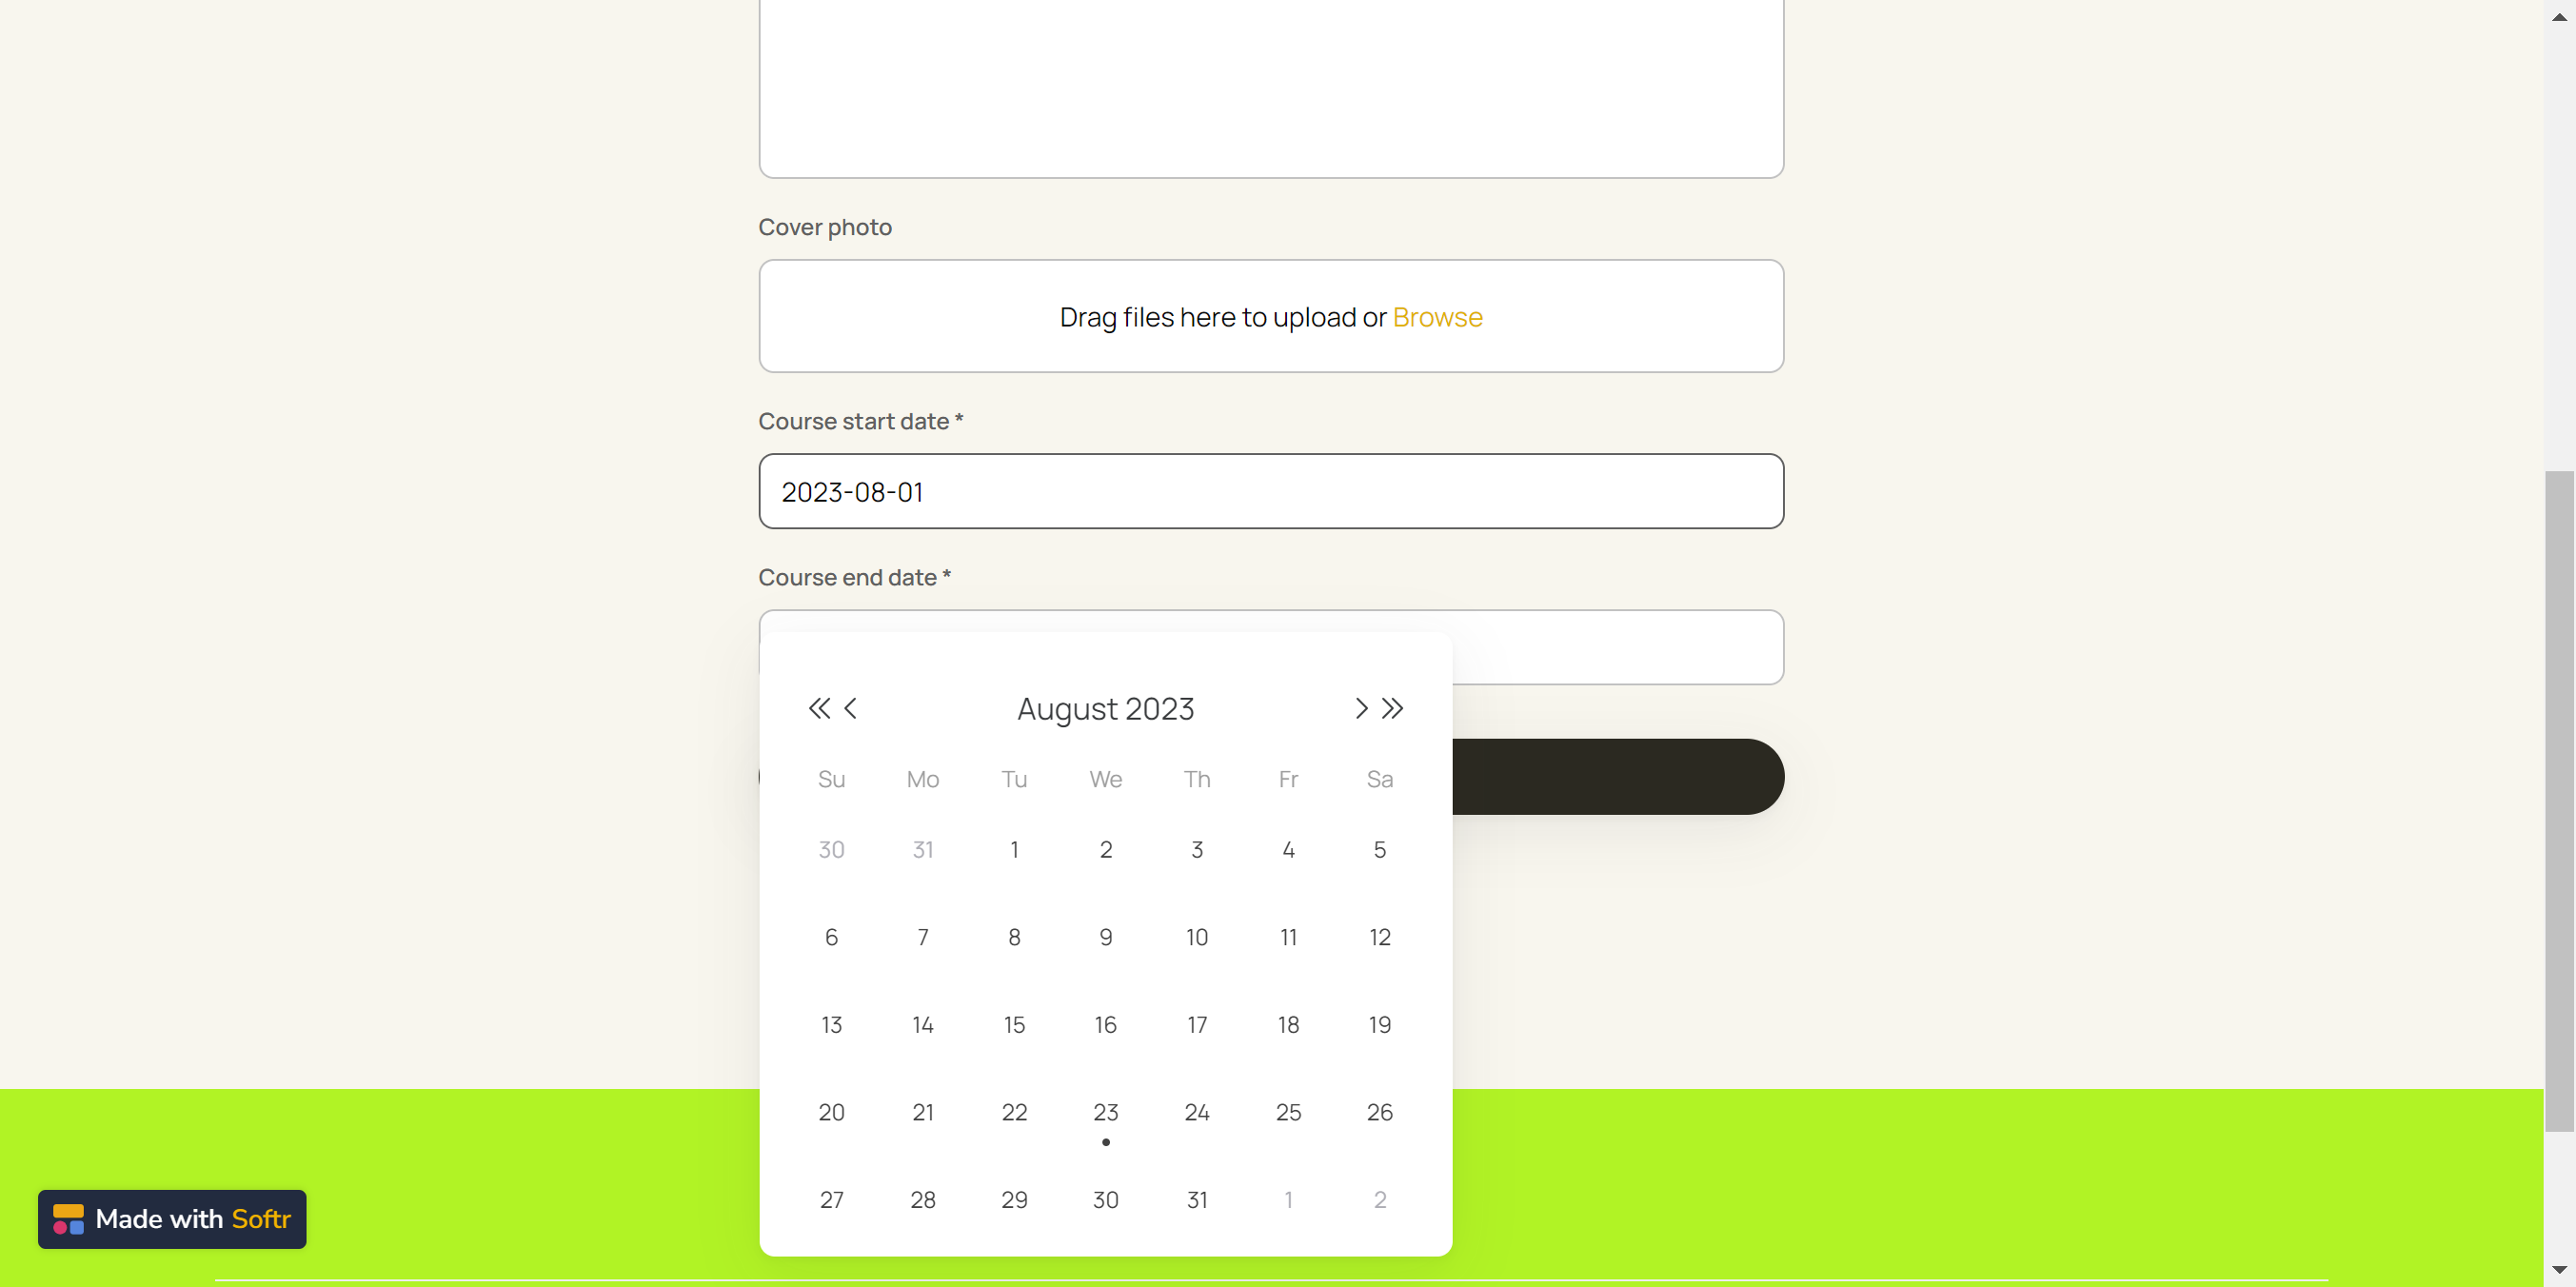 Cover photo
Drag files here to upload or Browse
Course start date *
2023-08-01
Course end date *
August 2023
Su Mo Tu We Th Fr Sa
30 31 1 2 3 4 5
6 7 8 9 10 11 12
13 14 15 16 17 18 19
20 21 22 23 24 25 26
27 28 29 30 31 1 2
Made with Softr